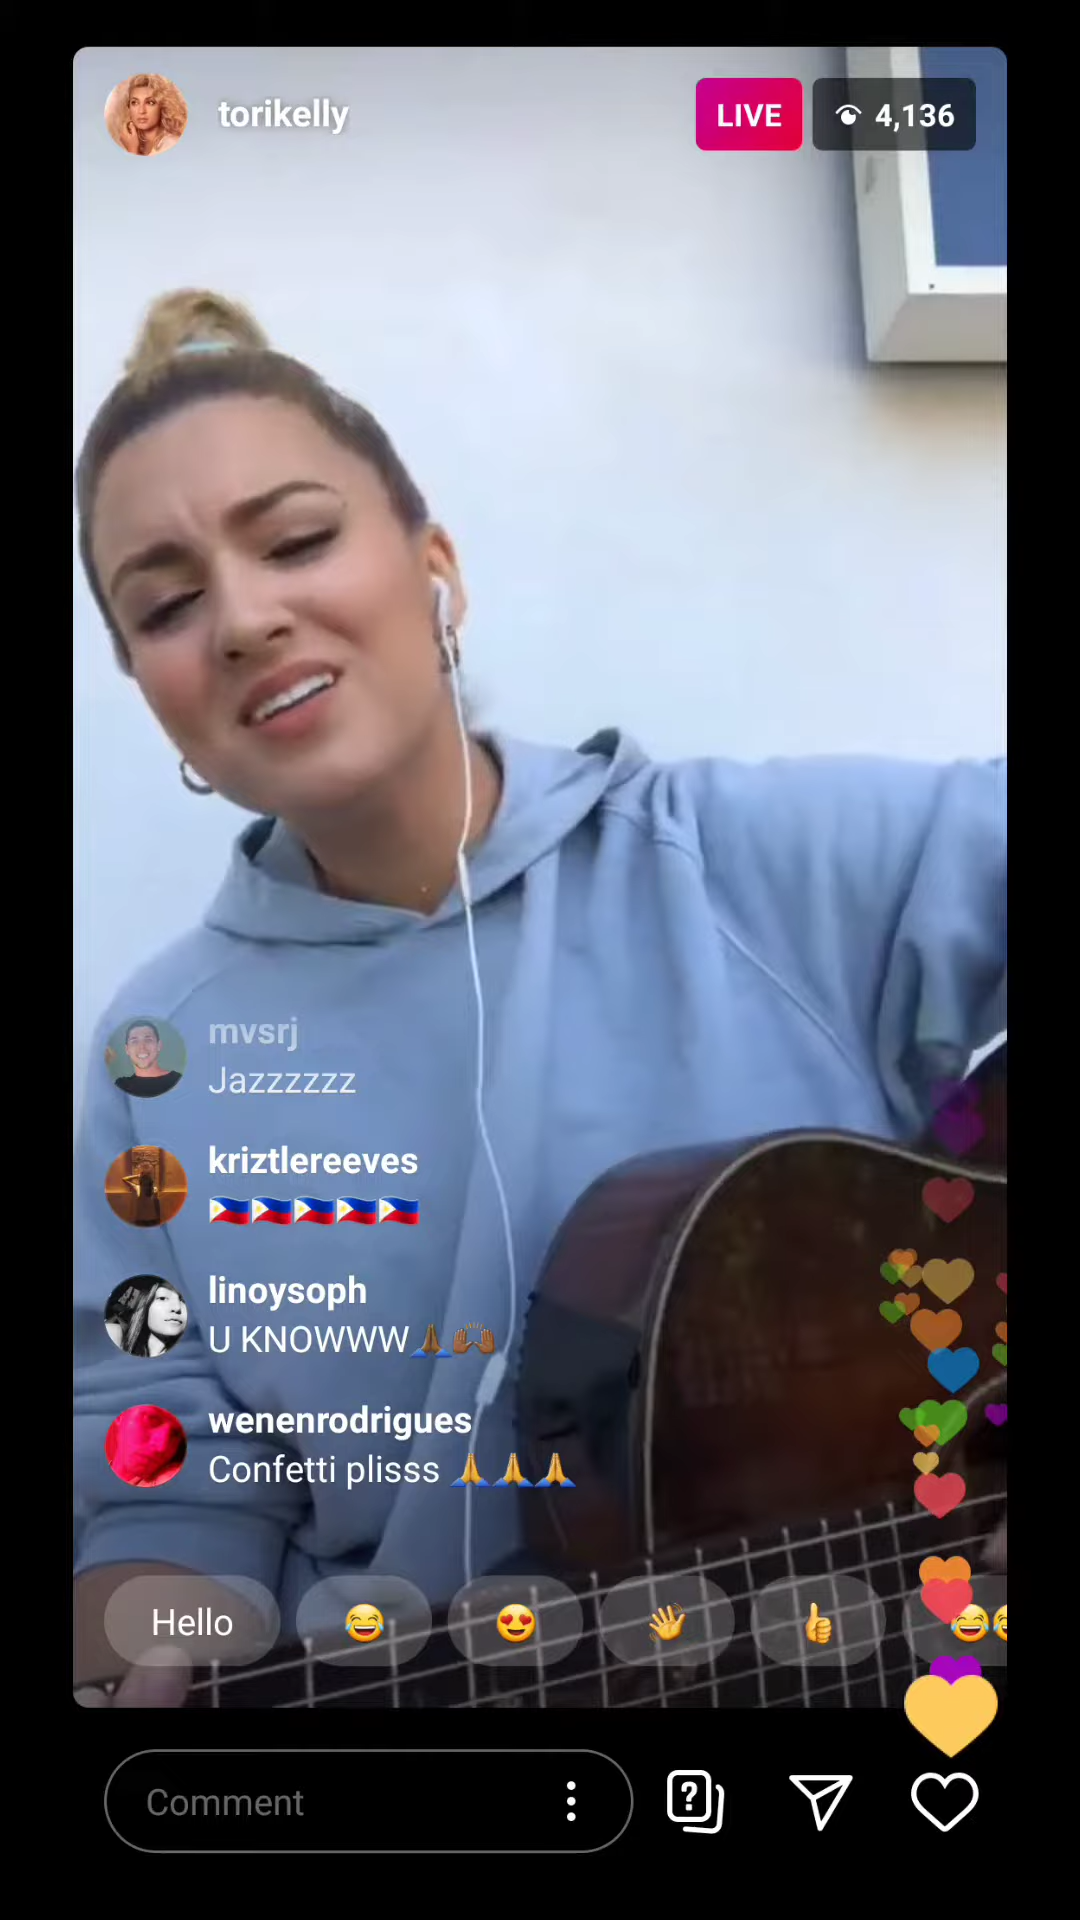 torikelly
LIVE 4,136
mvsrj
Jazzzzzz
kriztlereeves
🇵🇭🇵🇭🇵🇭🇵🇭🇵🇭
linoysoph
U KNOWWW🙏🏾🙌🏾
wenenrodrigues
Confetti plisss 🙏🙏🙏
Hello 😂 😍 👋 👍 😂😂
Comment